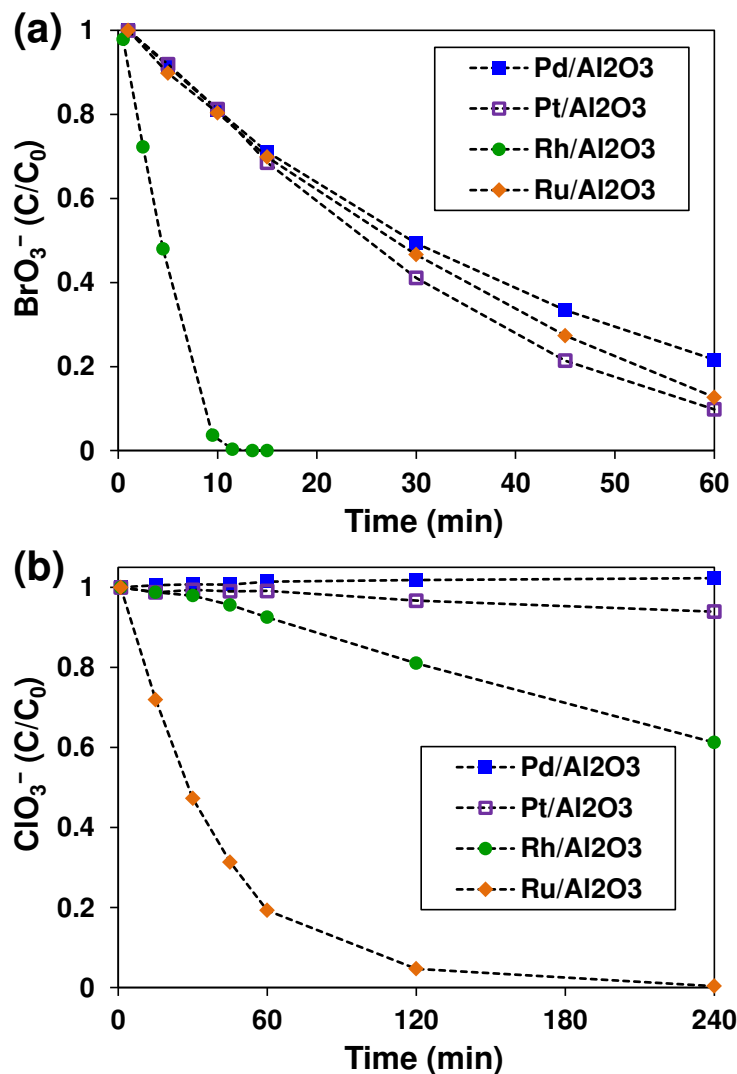 (a)
BrO₃⁻ (C/C₀)
1
0.8
0.6
0.4
0.2
0
Pd/Al2O3
Pt/Al2O3
Rh/Al2O3
Ru/Al2O3
0 10 20 30 40 50 60
Time (min)
(b)
ClO₃⁻ (C/C₀)
1
0.8
0.6
0.4
0.2
0
Pd/Al2O3
Pt/Al2O3
Rh/Al2O3
Ru/Al2O3
0 60 120 180 240
Time (min)